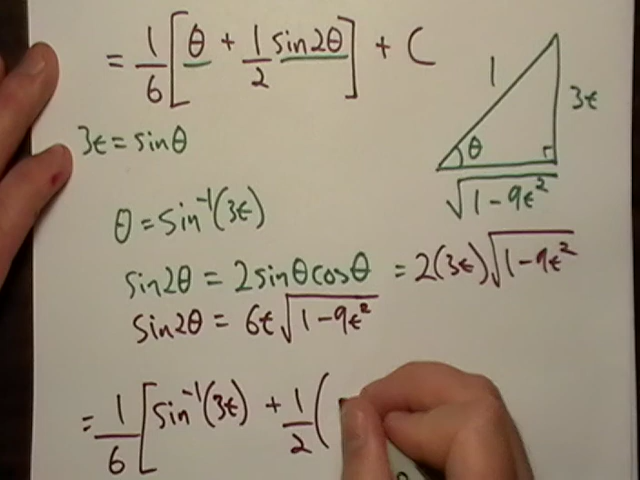 = 1/6 [θ + 1/2 sin2θ] + C
1
3t
θ
√(1-9t²)
3t = sinθ
θ = sin⁻¹(3t)
sin2θ = 2sinθcosθ = 2(3t)√(1-9t²)
sin2θ = 6t√(1-9t²)
= 1/6 [sin⁻¹(3t) + 1/2 (